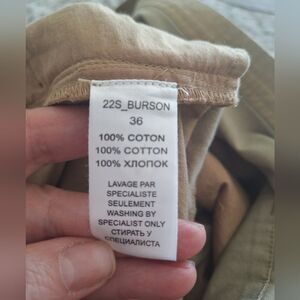 22S_BURSON
36
100% COTON
100% COTTON
100% ХЛОПОК
LAVAGE PAR
SPECIALISTE
SEULEMENT
WASHING BY
SPECIALIST ONLY
СТИРАТЬ У
СПЕЦИАЛИСТА